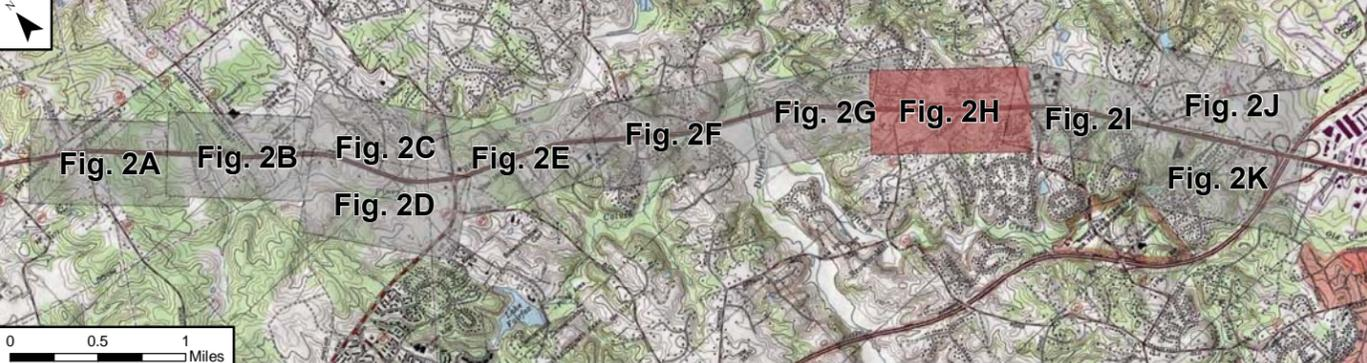 N
Fig. 2A
Fig. 2B
Fig. 2C
Fig. 2D
Fig. 2E
Fig. 2F
Fig. 2G
Fig. 2H
Fig. 2I
Fig. 2J
Fig. 2K
0 0.5 1
Miles